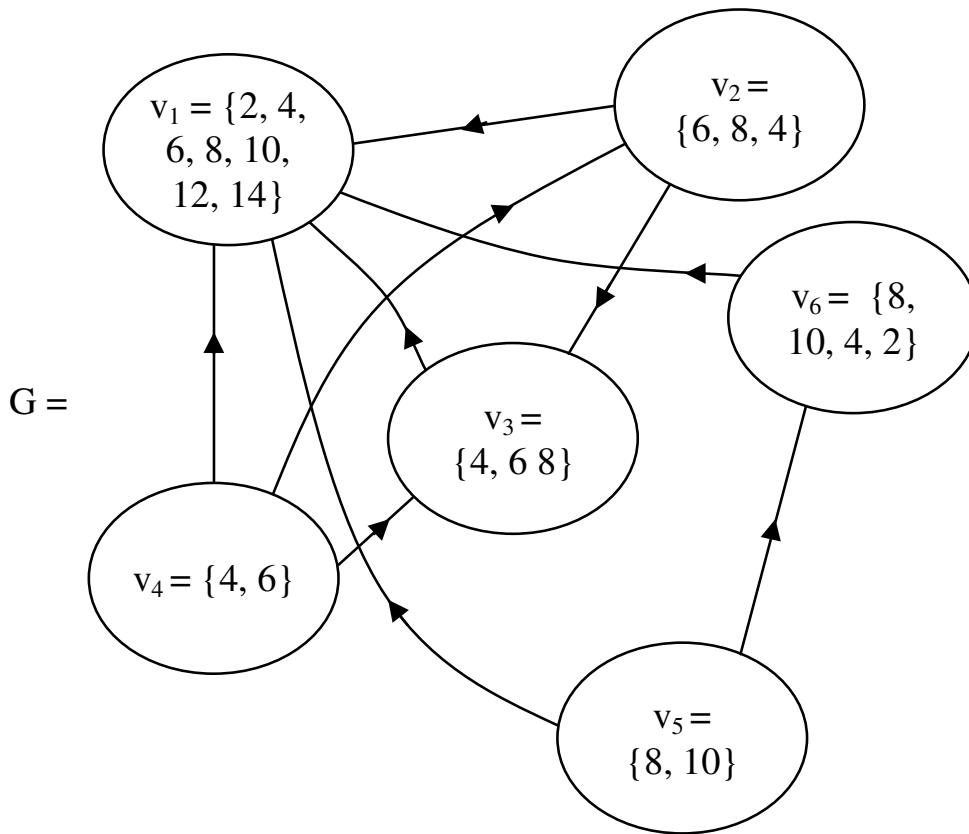 v₁ = {2, 4,
6, 8, 10,
12, 14}
v₂ =
{6, 8, 4}
v₆ = {8,
10, 4, 2}
G =
v₃ =
{4, 6 8}
v₄ = {4, 6}
v₅ =
{8, 10}